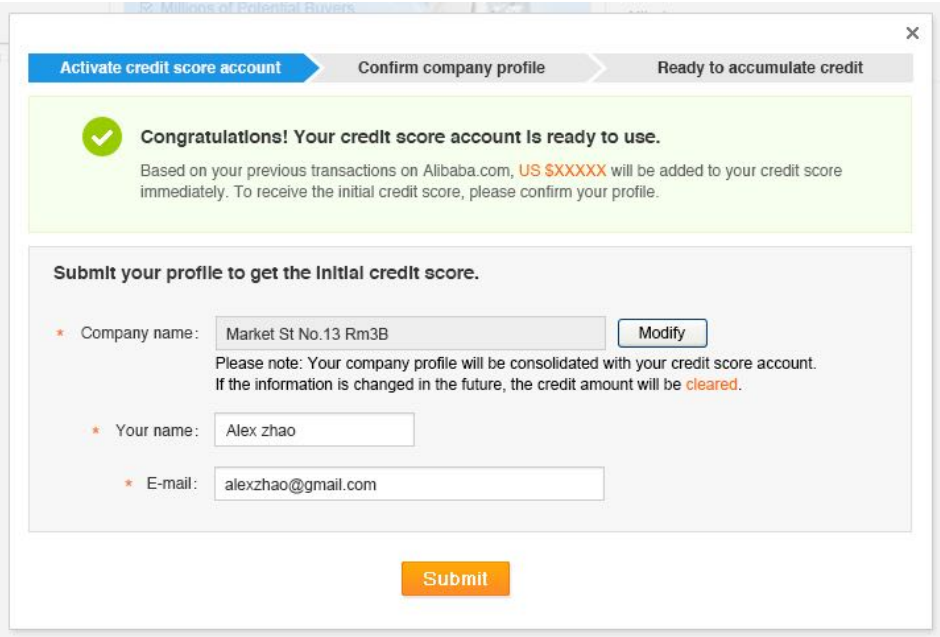 Millions of Potential Buyers
×
Activate credit score account
Confirm company profile
Ready to accumulate credit
Congratulations! Your credit score account is ready to use.
Based on your previous transactions on Alibaba.com, US $XXXXX will be added to your credit score
immediately. To receive the initial credit score, please confirm your profile.
Submit your profile to get the initial credit score.
* Company name: Market St No.13 Rm3B Modify
Please note: Your company profile will be consolidated with your credit score account.
If the information is changed in the future, the credit amount will be cleared.
* Your name: Alex zhao
* E-mail: alexzhao@gmail.com
Submit